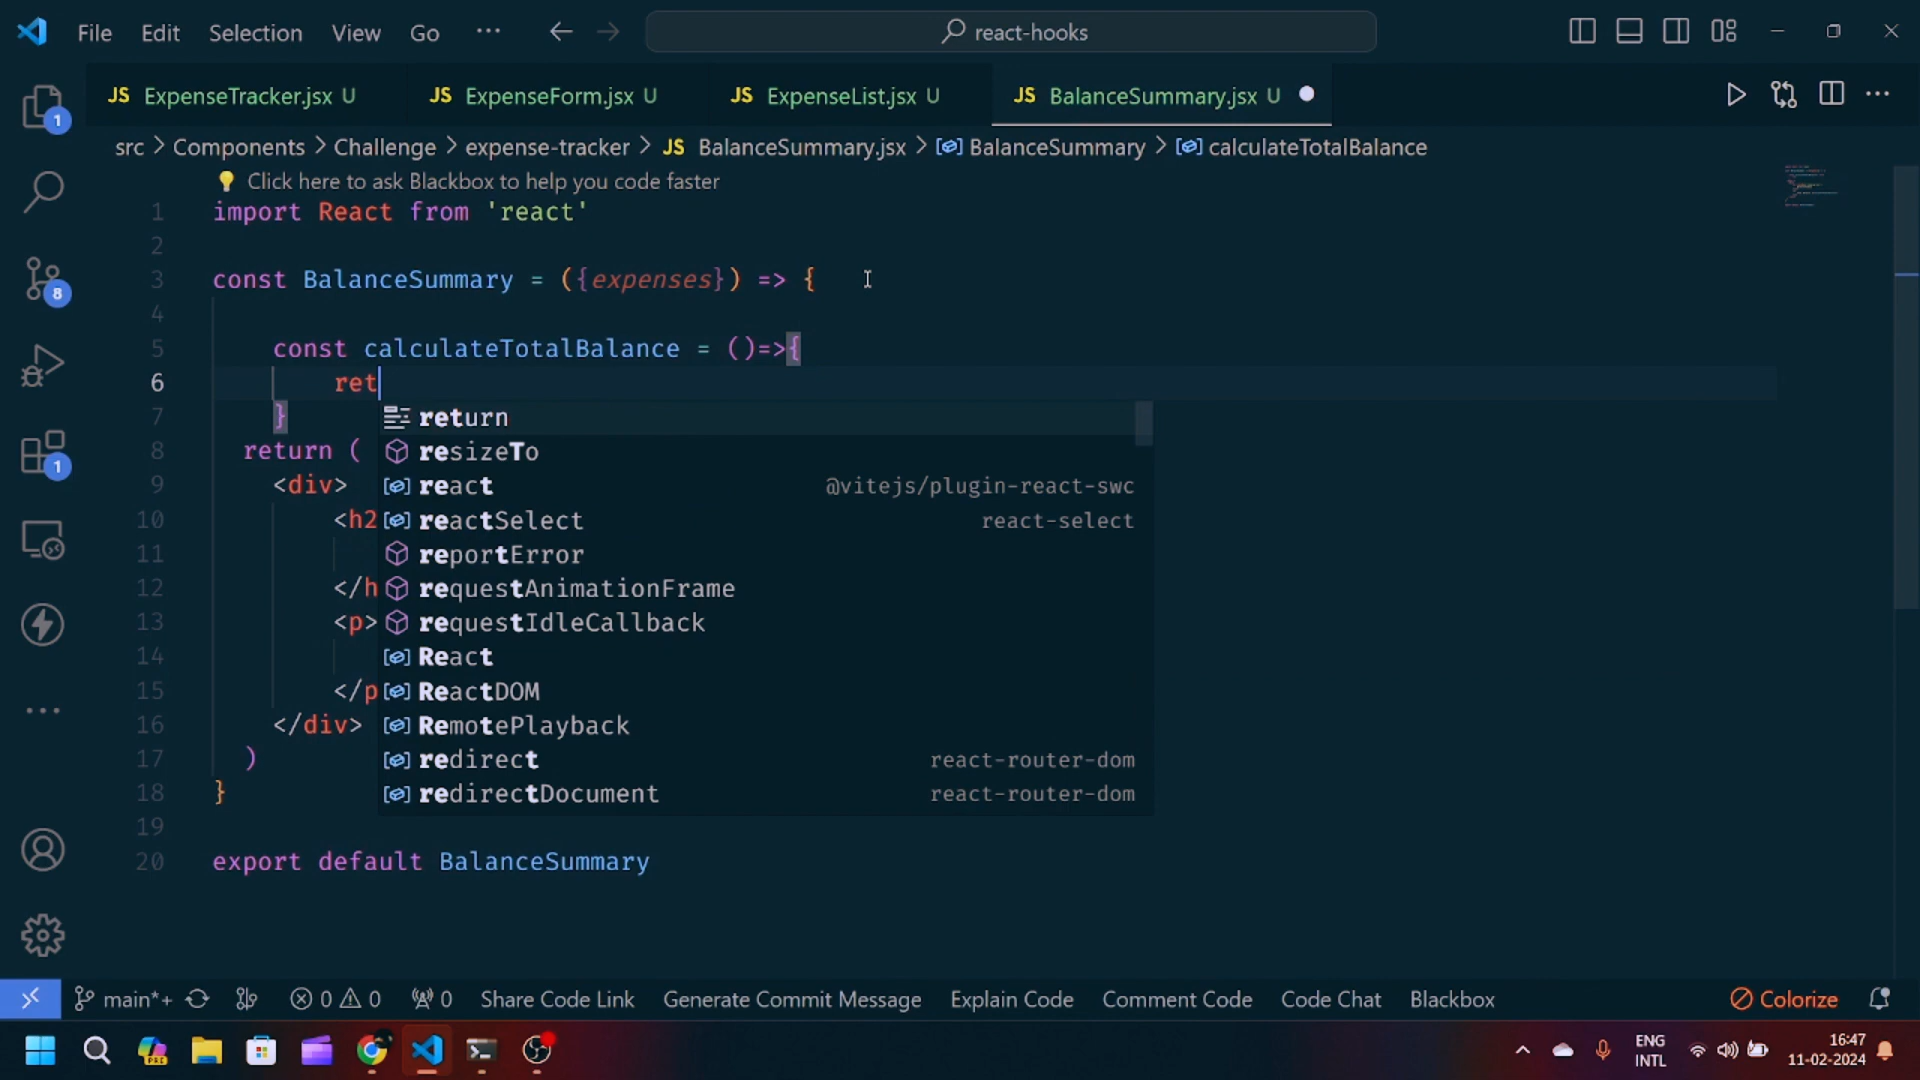 File Edit Selection View Go ··· react-hooks
JS ExpenseTracker.jsx U JS ExpenseForm.jsx U JS ExpenseList.jsx U JS BalanceSummary.jsx U
src > Components > Challenge > expense-tracker > JS BalanceSummary.jsx > BalanceSummary > calculateTotalBalance
Click here to ask Blackbox to help you code faster
1 import React from 'react'
2
3 const BalanceSummary = ({expenses}) => {
4
5 const calculateTotalBalance = ()=>{
6 ret
7 }
return
8 return (
resizeTo
9 <div>
react @vitejs/plugin-react-swc
10 <h2
reactSelect react-select
11
reportError
12 </h
requestAnimationFrame
13 <p>
requestIdleCallback
14
React
15 </p
ReactDOM
16 </div>
RemotePlayback
17 )
redirect react-router-dom
18 }
redirectDocument react-router-dom
19
20 export default BalanceSummary
1
8
1
main*+ 0 0 0 Share Code Link Generate Commit Message Explain Code Comment Code Code Chat Blackbox Colorize
ENG
INTL
16:47
11-02-2024